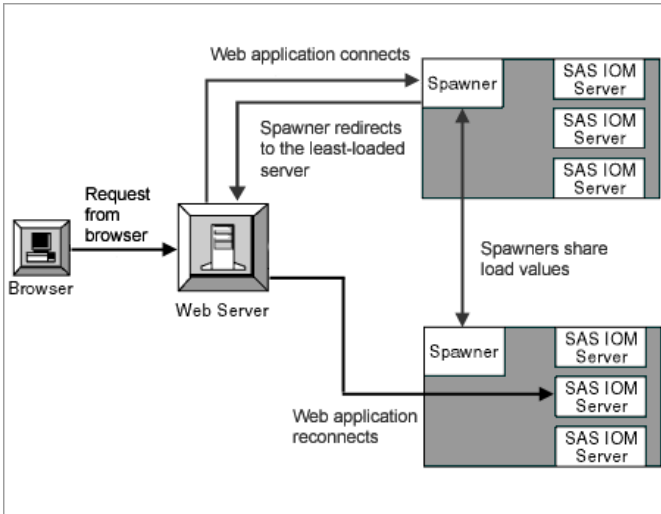 Web application connects
Spawner
SAS IOM
Server
SAS IOM
Server
SAS IOM
Server
Spawner redirects
to the least-loaded
server
Request
from
browser
Browser
Web Server
Spawners share
load values
Spawner
SAS IOM
Server
SAS IOM
Server
SAS IOM
Server
Web application
reconnects